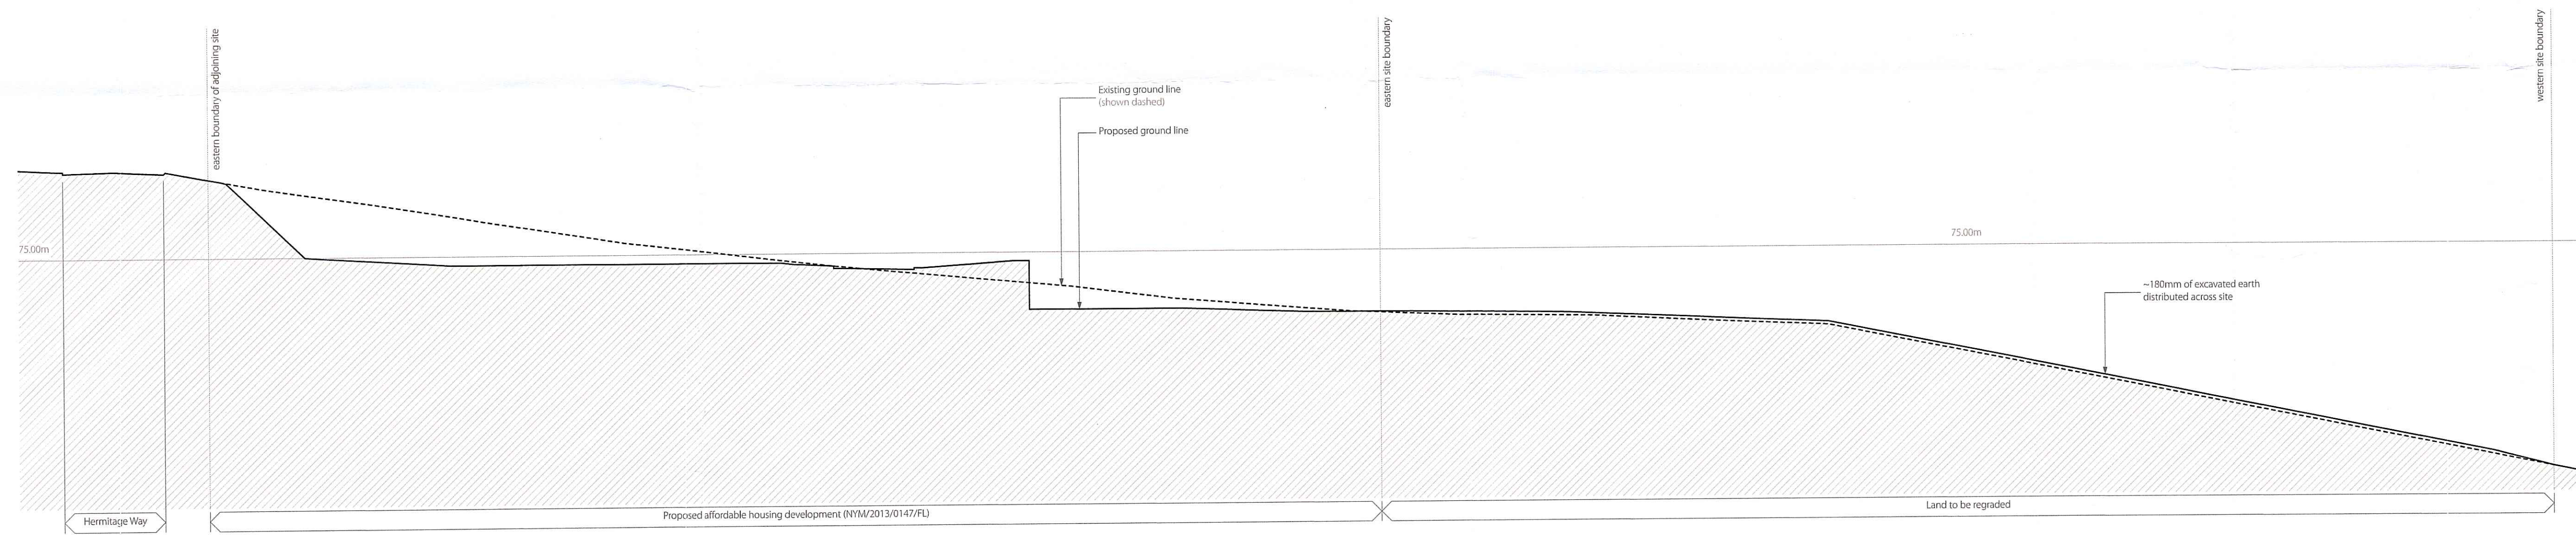 eastern boundary of adjoining site
eastern site boundary
western site boundary
Existing ground line
(shown dashed)
Proposed ground line
75.00m
75.00m
~180mm of excavated earth
distributed across site
Hermitage Way
Proposed affordable housing development (NYM/2013/0147/FL)
Land to be regraded